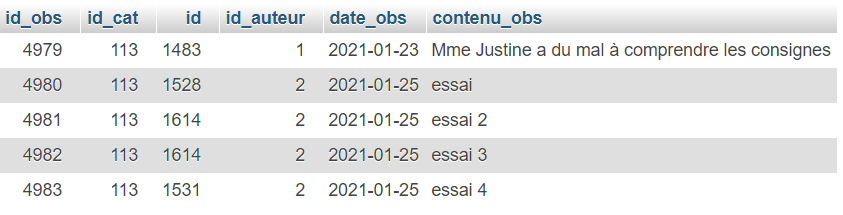 id_obs id_cat id id_auteur date_obs contenu_obs
4979 113 1483 1 2021-01-23 Mme Justine a du mal à comprendre les consignes
4980 113 1528 2 2021-01-25 essai
4981 113 1614 2 2021-01-25 essai 2
4982 113 1614 2 2021-01-25 essai 3
4983 113 1531 2 2021-01-25 essai 4